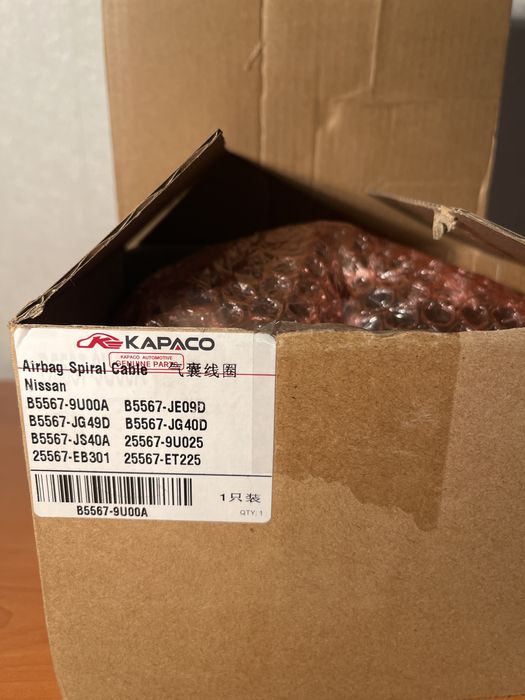 KAPACO
KAPACO AUTOMOTIVE
GENUINE PARTS
Airbag Spiral Cable 气囊线圈
Nissan
B5567-9U00A B5567-JE09D
B5567-JG49D B5567-JG40D
B5567-JS40A 25567-9U025
25567-EB301 25567-ET225
1只装
B5567-9U00A QTY: 1